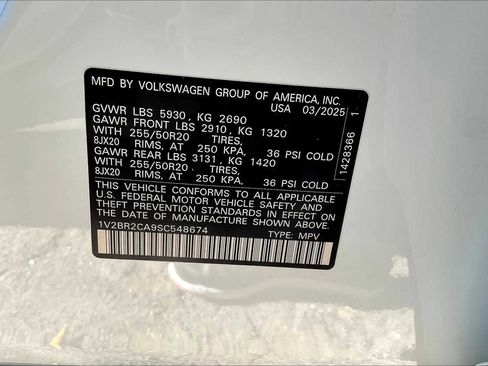 MFD BY VOLKSWAGEN GROUP OF AMERICA, INC.
USA 03/2025
GVWR LBS 5930, KG 2690
GAWR FRONT LBS 2910, KG 1320
WITH 255/50R20 TIRES,
8JX20 RIMS, AT 250 KPA. 36 PSI COLD
GAWR REAR LBS 3131, KG 1420
WITH 255/50R20 TIRES,
8JX20 RIMS, AT 250 KPA. 36 PSI COLD
THIS VEHICLE CONFORMS TO ALL APPLICABLE
U.S. FEDERAL MOTOR VEHICLE SAFETY AND
THEFT PREVENTION STANDARDS IN EFFECT ON
THE DATE OF MANUFACTURE SHOWN ABOVE.
1V2BR2CA9SC548674 TYPE: MPV
1428366 1